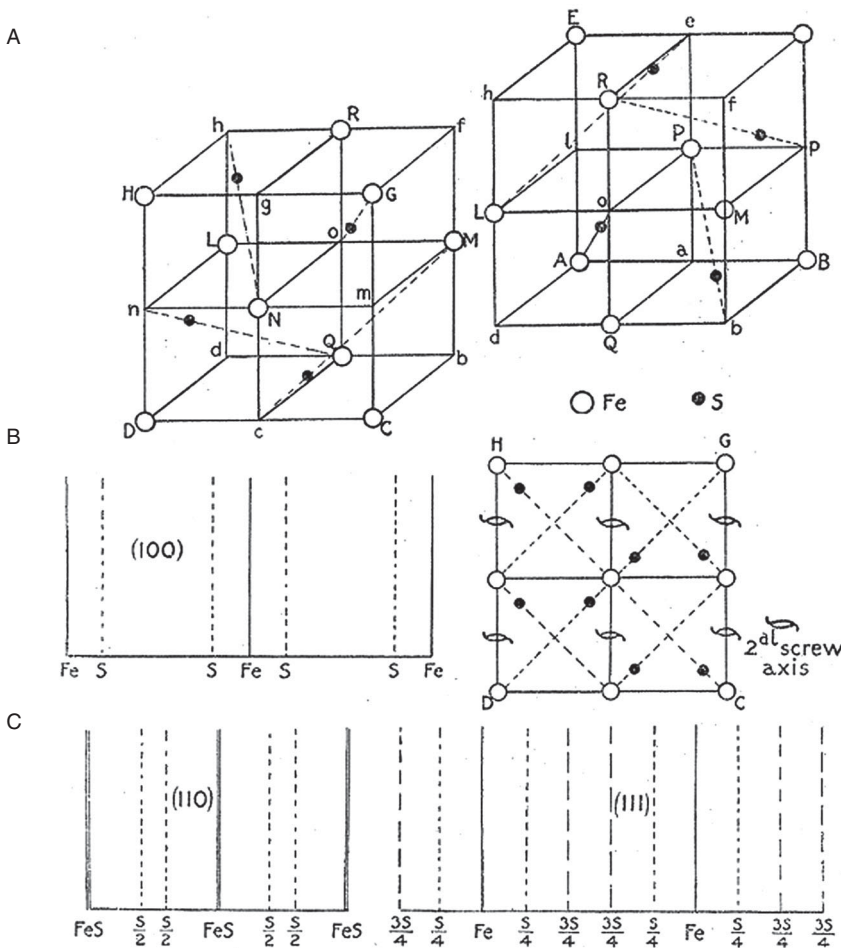 A
E e
h R f
P p
l
L o M
A a B
d Q b
R f
h
H g G
L o M
n N m
d Q b
D c C
Fe S
B
(100)
Fe S S Fe S S Fe
H G
2al screw
axis
D C
C
(110)
FeS S/2 S/2 FeS S/2 S/2 FeS
(111)
3S/4 S/4 Fe S/4 3S/4 3S/4 S/4 Fe S/4 3S/4 3S/4